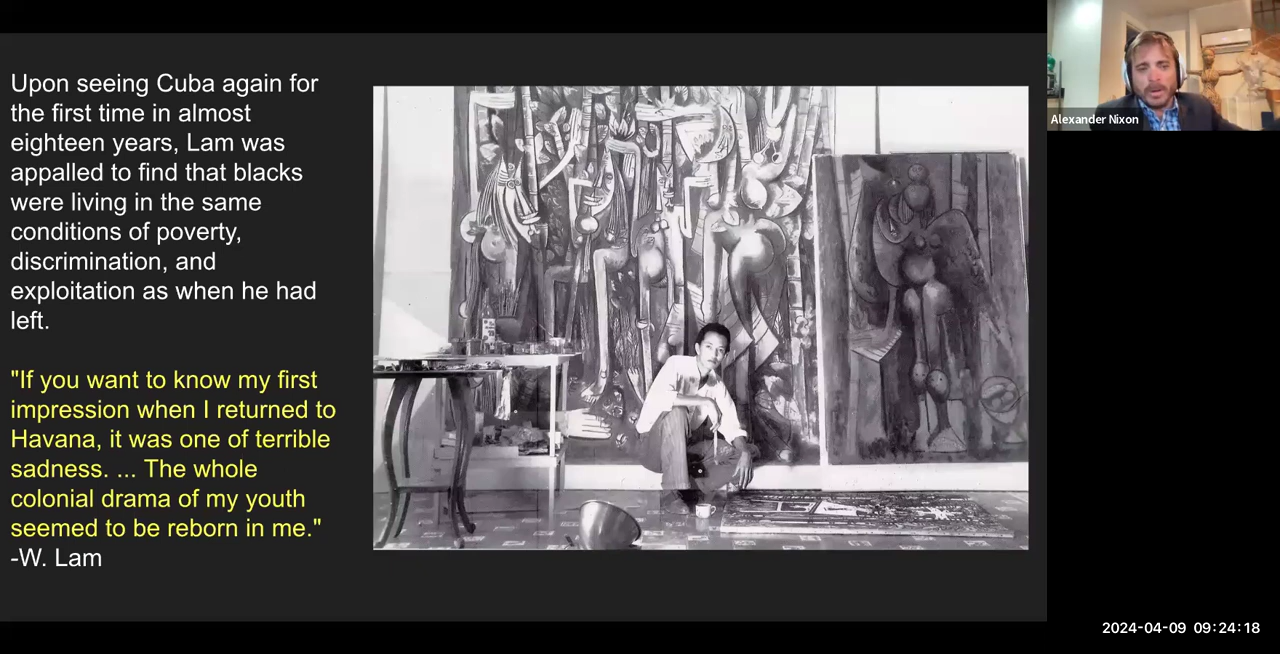 Upon seeing Cuba again for
the first time in almost
eighteen years, Lam was
appalled to find that blacks
were living in the same
conditions of poverty,
discrimination, and
exploitation as when he had
left.
"If you want to know my first
impression when I returned to
Havana, it was one of terrible
sadness. ... The whole
colonial drama of my youth
seemed to be reborn in me."
-W. Lam
Alexander Nixon
2024-04-09 09:24:18